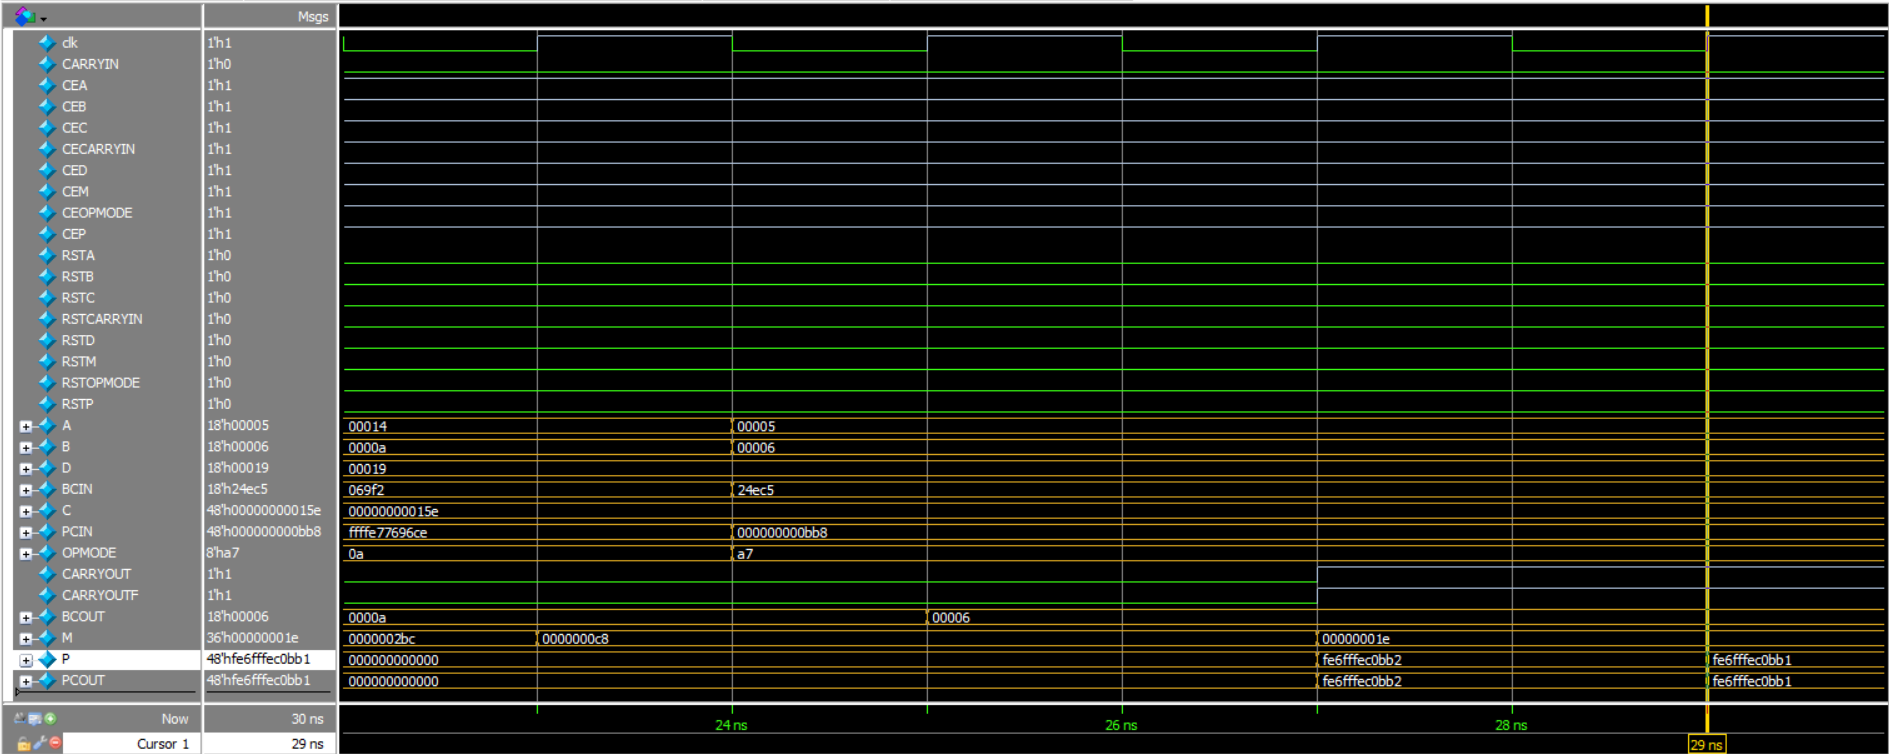 Msgs
clk 1'h1
CARRYIN 1'h0
CEA 1'h1
CEB 1'h1
CEC 1'h1
CECARRYIN 1'h1
CED 1'h1
CEM 1'h1
CEOPMODE 1'h1
CEP 1'h1
RSTA 1'h0
RSTB 1'h0
RSTC 1'h0
RSTCARRYIN 1'h0
RSTD 1'h0
RSTM 1'h0
RSTOPMODE 1'h0
RSTP 1'h0
A 18'h00005 00014 00005
B 18'h00006 0000a 00006
D 18'h00019 00019
BCIN 18'h24ec5 069f2 24ec5
C 48'h00000000015e 00000000015e
PCIN 48'h000000000bb8 ffffe77696ce 000000000bb8
OPMODE 8'ha7 0a a7
CARRYOUT 1'h1
CARRYOUTF 1'h1
BCOUT 18'h00006 0000a 00006
M 36'h00000001e 0000002bc 0000000c8 00000001e
P 48'hfe6fffec0bb1 000000000000 fe6fffec0bb2 fe6fffec0bb1
PCOUT 48'hfe6fffec0bb1 000000000000 fe6fffec0bb2 fe6fffec0bb1
Now 30 ns 24 ns 26 ns 28 ns
Cursor 1 29 ns 29 ns